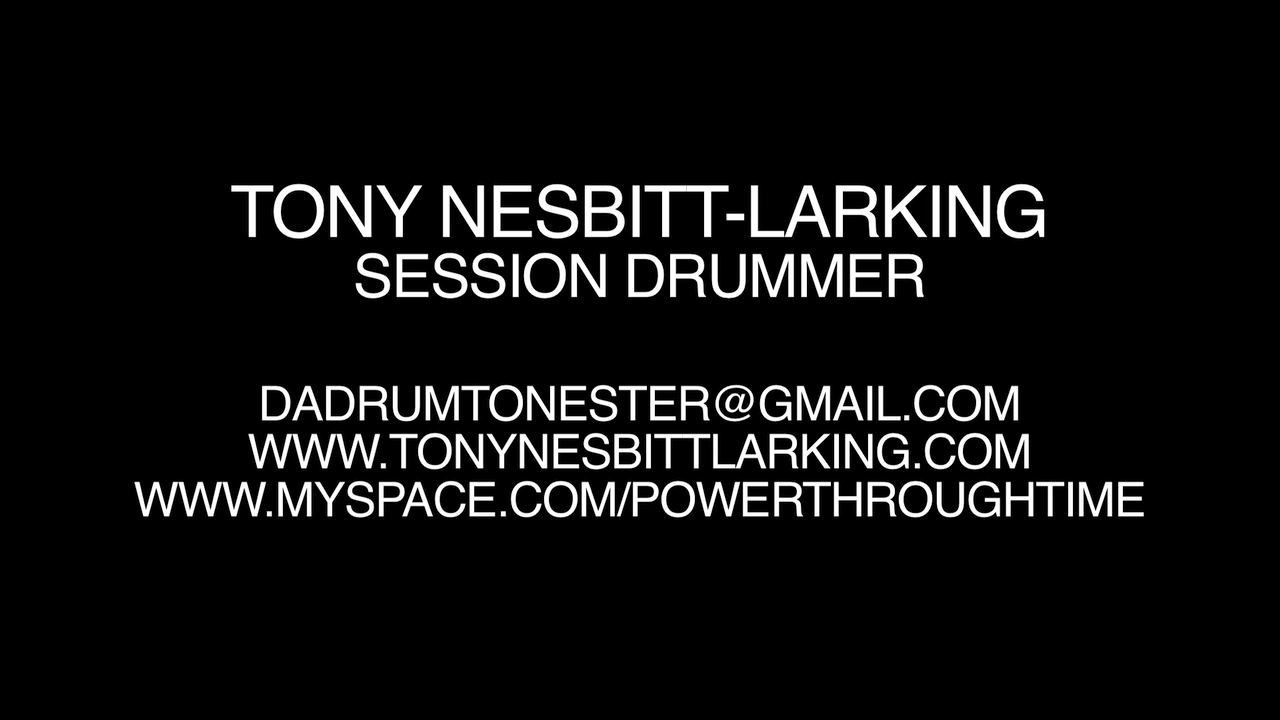 TONY NESBITT-LARKING
SESSION DRUMMER
DADRUMTONESTER@GMAIL.COM
WWW.TONYNESBITTLARKING.COM
WWW.MYSPACE.COM/POWERTHROUGHTIME